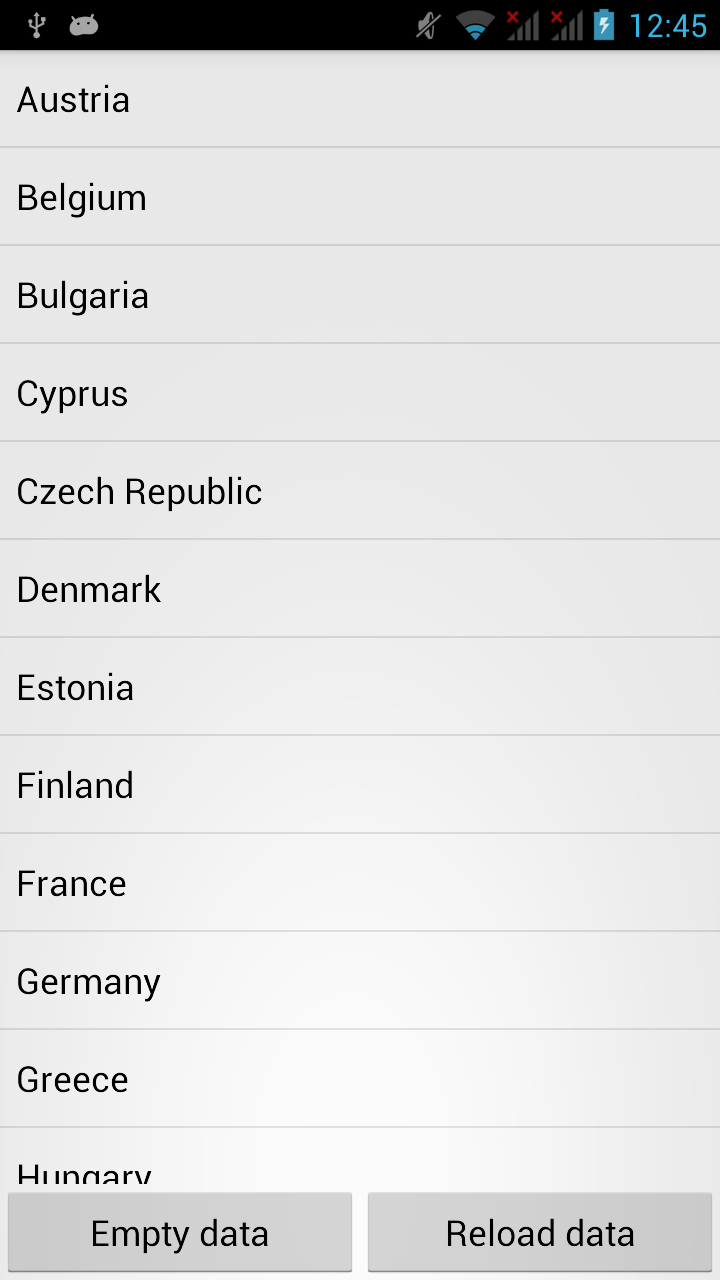 12:45
Austria
Belgium
Bulgaria
Cyprus
Czech Republic
Denmark
Estonia
Finland
France
Germany
Greece
Hungary
Empty data
Reload data